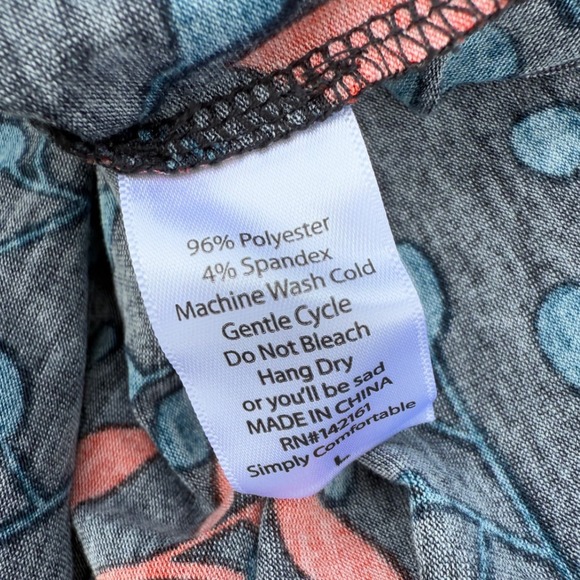 96% Polyester
4% Spandex
Machine Wash Cold
Gentle Cycle
Do Not Bleach
Hang Dry
or you'll be sad
MADE IN CHINA
RN#142161
Simply Comfortable
L